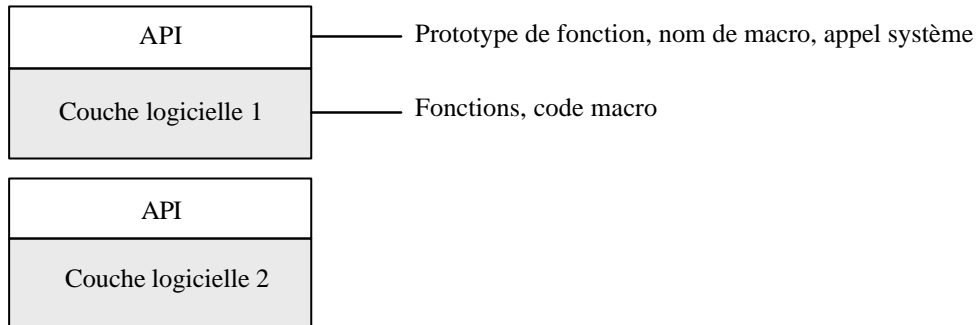 API
Prototype de fonction, nom de macro, appel système
Couche logicielle 1
Fonctions, code macro
API
Couche logicielle 2